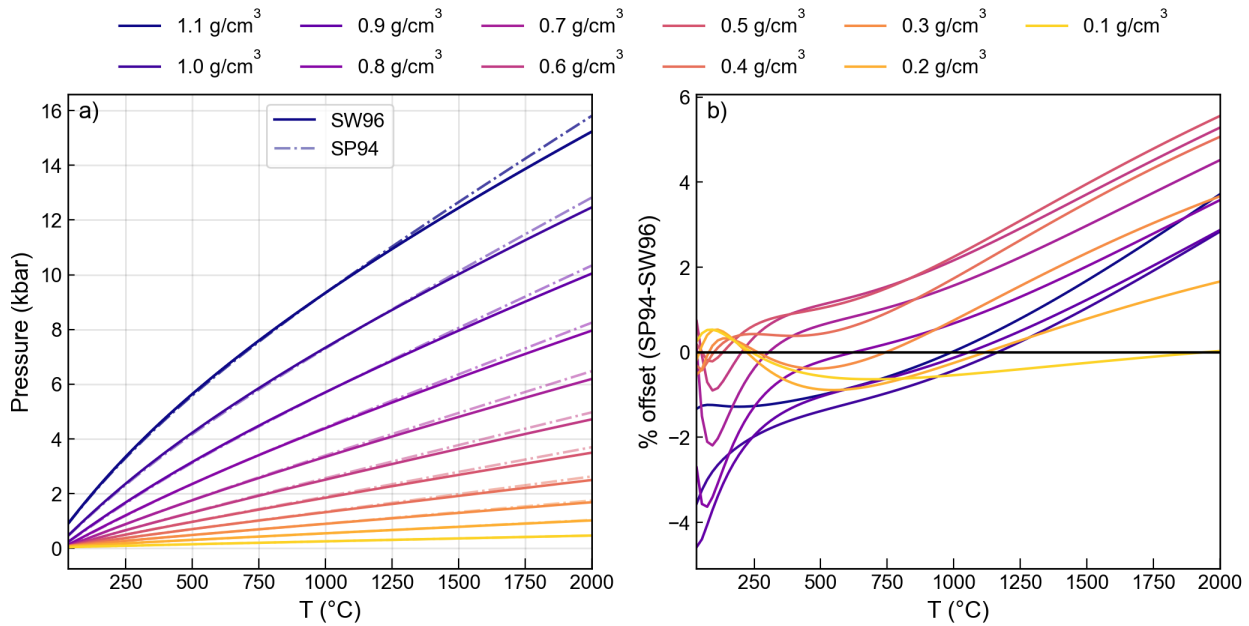 1.1 g/cm³ 0.9 g/cm³ 0.7 g/cm³ 0.5 g/cm³ 0.3 g/cm³ 0.1 g/cm³
1.0 g/cm³ 0.8 g/cm³ 0.6 g/cm³ 0.4 g/cm³ 0.2 g/cm³
a)
SW96
SP94
Pressure (kbar)
16
14
12
10
8
6
4
2
0
250 500 750 1000 1250 1500 1750 2000
T (°C)
b)
% offset (SP94-SW96)
6
4
2
0
−2
−4
250 500 750 1000 1250 1500 1750 2000
T (°C)